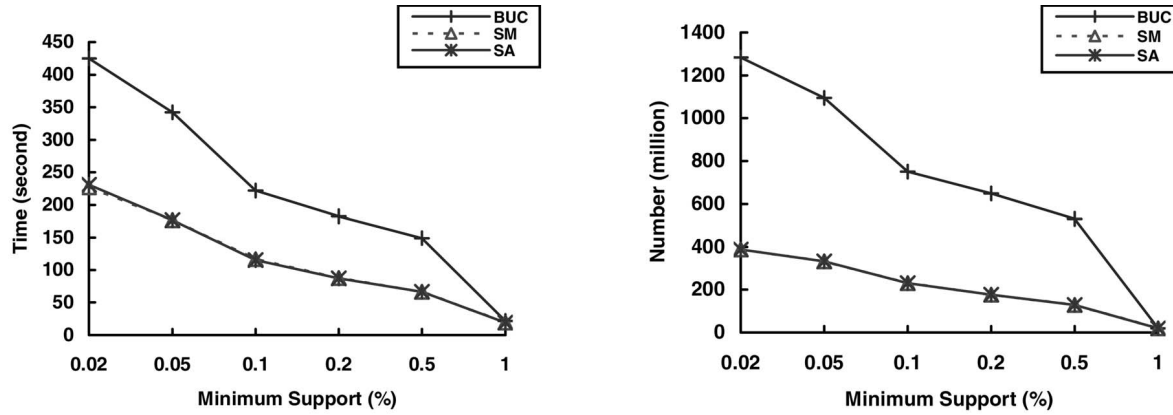 BUC
SM
SA
450
400
350
300
250
200
150
100
50
0
Time (second)
0.02 0.05 0.1 0.2 0.5 1
Minimum Support (%)
BUC
SM
SA
1400
1200
1000
800
600
400
200
0
Number (million)
0.02 0.05 0.1 0.2 0.5 1
Minimum Support (%)